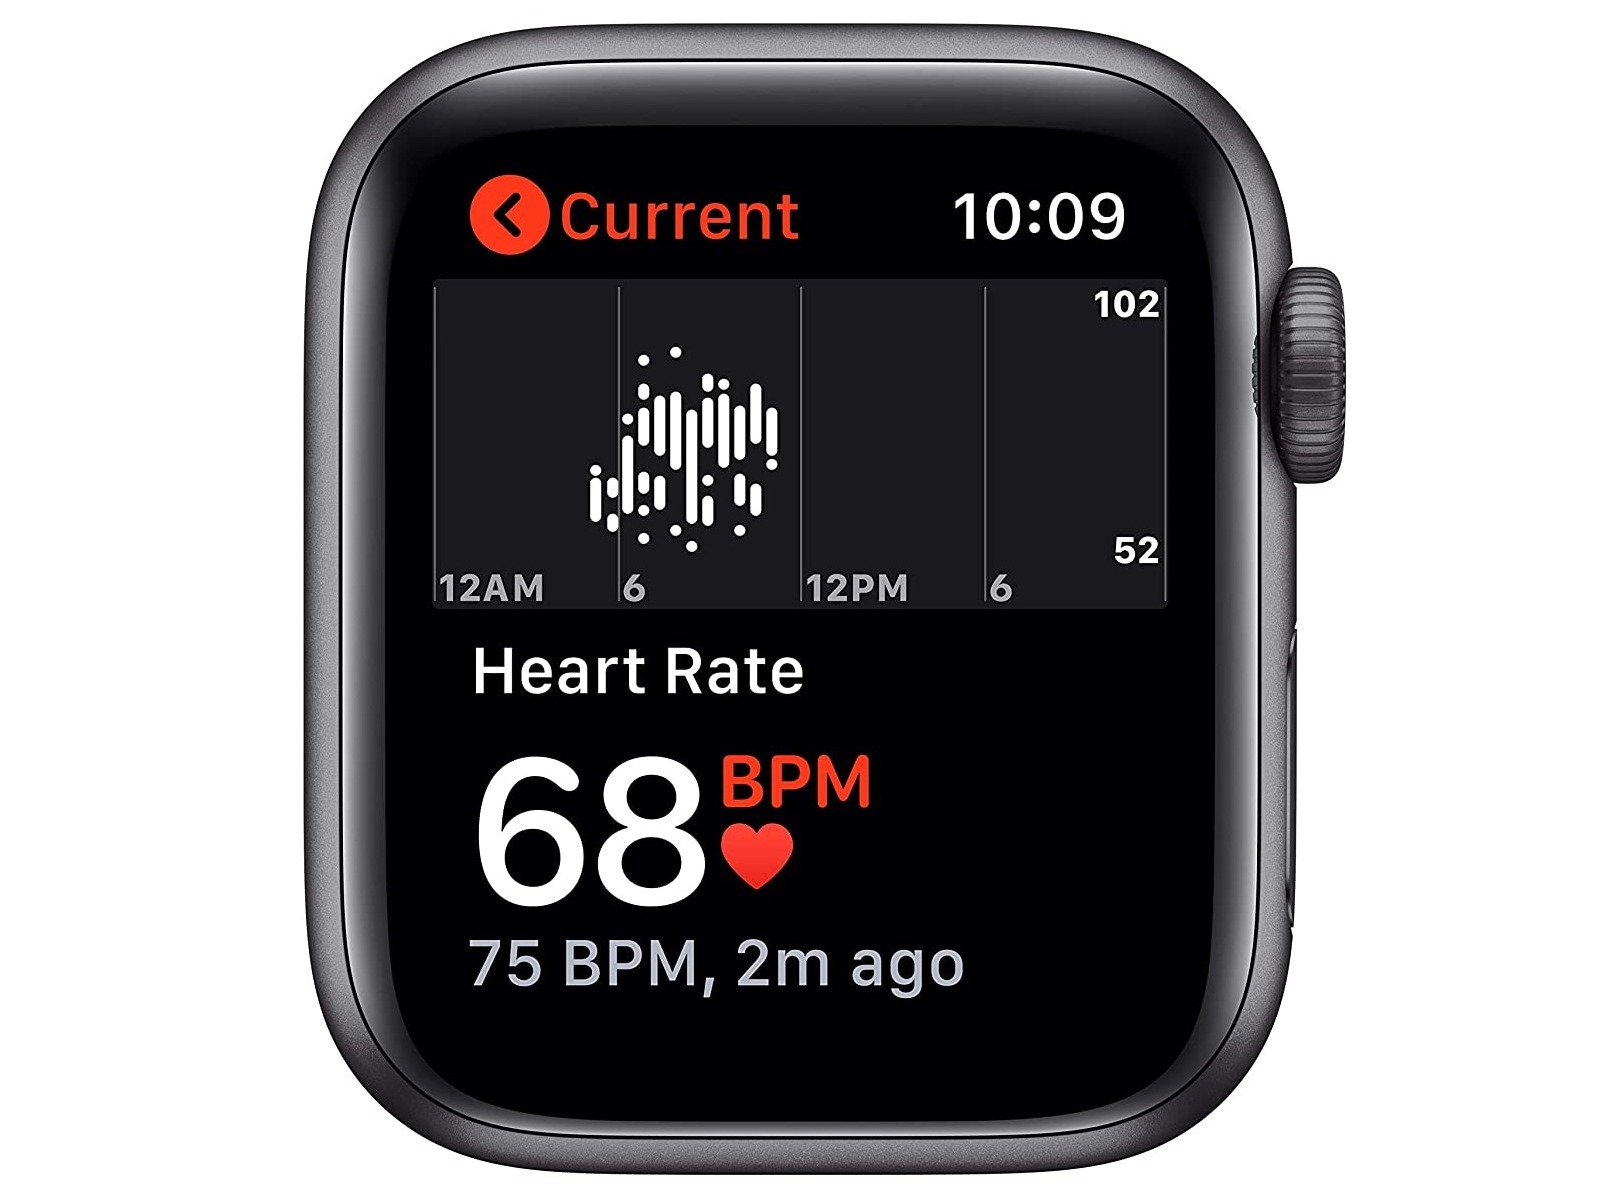 Current 10:09
102
52
12AM 6 12PM 6
Heart Rate
68 BPM
75 BPM, 2m ago